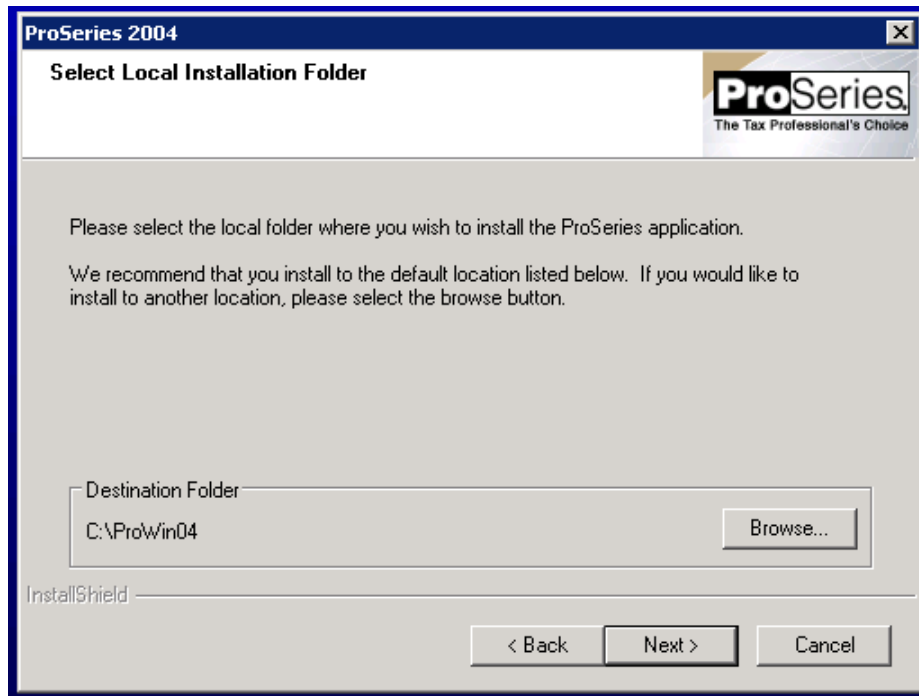 ProSeries 2004
Select Local Installation Folder
ProSeries.
The Tax Professional's Choice
Please select the local folder where you wish to install the ProSeries application.
We recommend that you install to the default location listed below.  If you would like to
install to another location, please select the browse button.
Destination Folder
C:\ProWin04
Browse...
InstallShield
< Back
Next >
Cancel